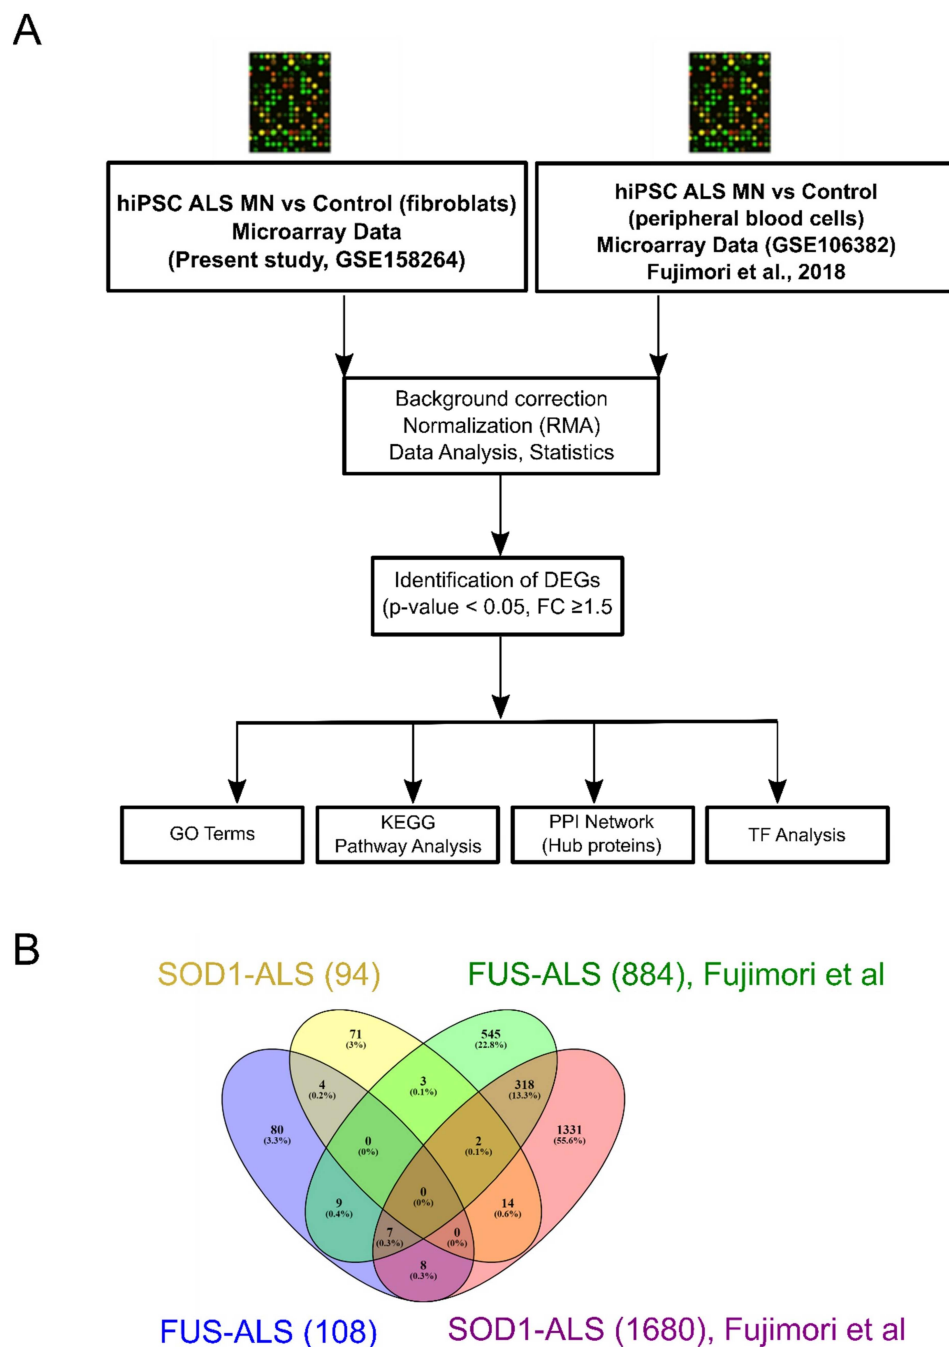 A
hiPSC ALS MN vs Control (fibroblats)
Microarray Data
(Present study, GSE158264)
hiPSC ALS MN vs Control
(peripheral blood cells)
Microarray Data (GSE106382)
Fujimori et al., 2018
Background correction
Normalization (RMA)
Data Analysis, Statistics
Identification of DEGs
(p-value < 0.05, FC ≥1.5
GO Terms
KEGG
Pathway Analysis
PPI Network
(Hub proteins)
TF Analysis
B
SOD1-ALS (94)
FUS-ALS (884), Fujimori et al
71
(3%)
545
(22.8%)
4
(0.2%)
3
(0.1%)
318
(13.3%)
80
(3.3%)
0
(0%)
2
(0.1%)
1331
(55.6%)
9
(0.4%)
0
(0%)
14
(0.6%)
7
(0.3%)
0
(0%)
8
(0.3%)
FUS-ALS (108)
SOD1-ALS (1680), Fujimori et al